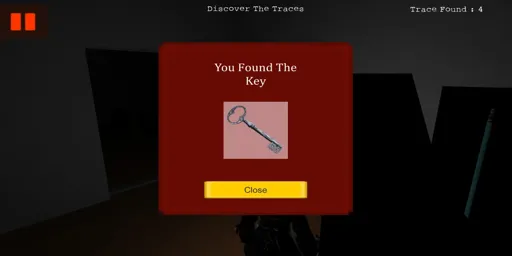 Discover The Traces
Trace Found : 4
You Found The
Key
Close